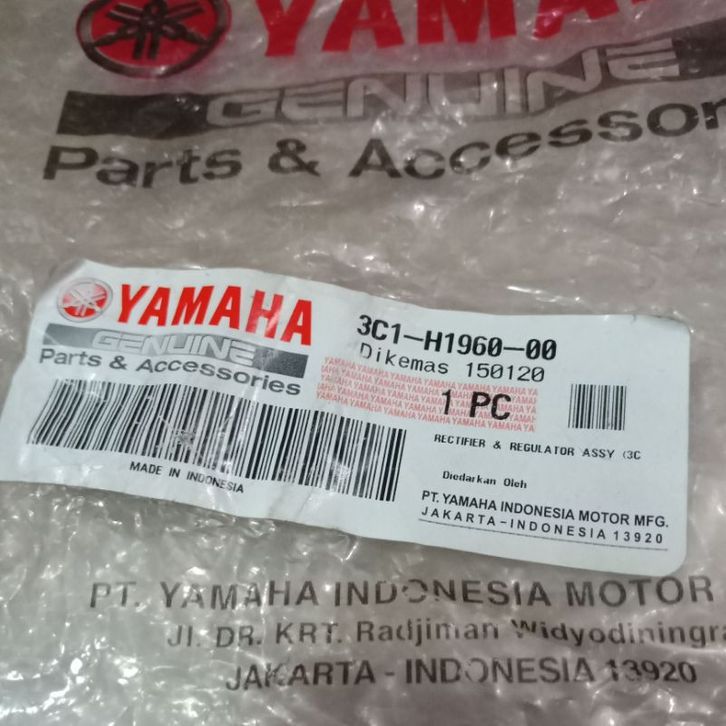 YAMAHA
GENUINE
Parts & Accessor
YAMAHA
GENUINE
Parts & Accessories
MADE IN INDONESIA
3C1-H1960-00
Dikemas 150120
1 PC
RECTIFIER & REGULATOR ASSY (3C
Diedarkan Oleh
PT. YAMAHA INDONESIA MOTOR MFG.
JAKARTA - INDONESIA 13920
PT. YAMAHA INDONESIA MOTOR
Jl. DR. KRT. Radjiman Widyodiningra
JAKARTA - INDONESIA 13920